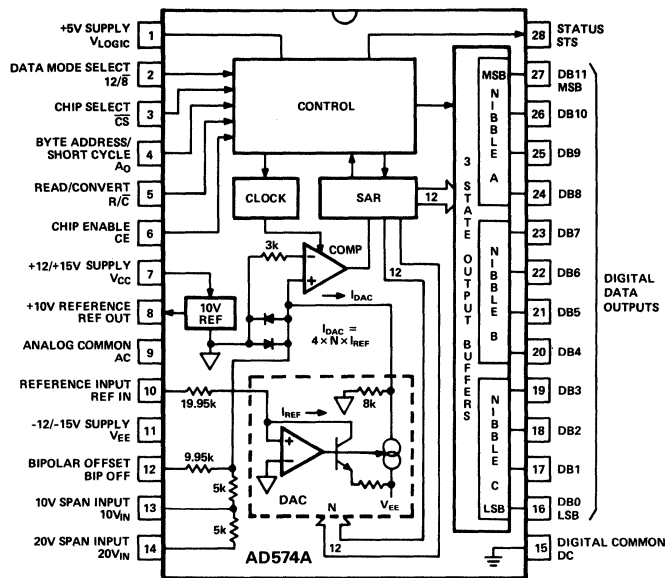 +5V SUPPLY
VLOGIC
1
DATA MODE SELECT
12/8̅
2
CHIP SELECT
C̅S̅
3
BYTE ADDRESS/
SHORT CYCLE
A0
4
READ/CONVERT
R/C̅
5
CHIP ENABLE
CE
6
+12/+15V SUPPLY
VCC
7
+10V REFERENCE
REF OUT
8
ANALOG COMMON
AC
9
REFERENCE INPUT
REF IN
10
-12/-15V SUPPLY
VEE
11
BIPOLAR OFFSET
BIP OFF
12
10V SPAN INPUT
10VIN
13
20V SPAN INPUT
20VIN
14
CONTROL
CLOCK
SAR
12
3k
COMP
-
+
12
10V
REF
IDAC
IDAC =
4 × N × IREF
19.95k
IREF
8k
+
-
9.95k
5k
5k
DAC
N
VEE
12
AD574A
3 STATE OUTPUT BUFFERS
MSB
NIBBLE A
NIBBLE B
NIBBLE C
LSB
28
STATUS
STS
27
DB11
MSB
26
DB10
25
DB9
24
DB8
23
DB7
22
DB6
21
DB5
20
DB4
19
DB3
18
DB2
17
DB1
16
DB0
LSB
15
DIGITAL COMMON
DC
DIGITAL
DATA
OUTPUTS